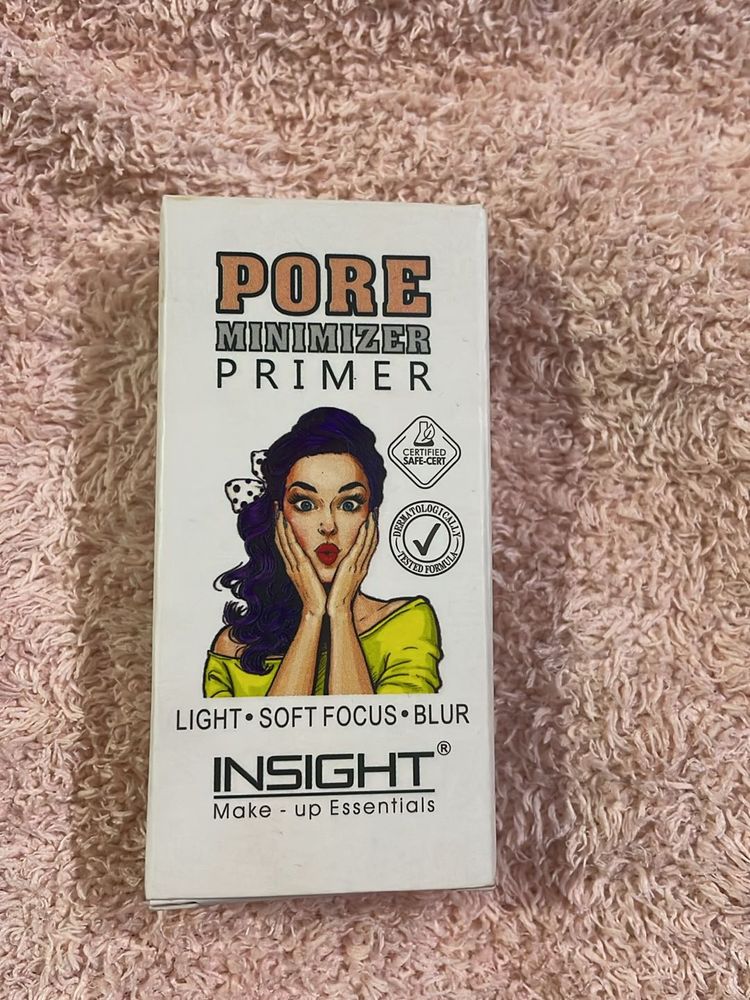 PORE
MINIMIZER
PRIMER
CERTIFIED
SAFE-CERT
DERMATOLOGICALLY
TESTED FORMULA
LIGHT • SOFT FOCUS • BLUR
INSIGHT®
Make - up Essentials